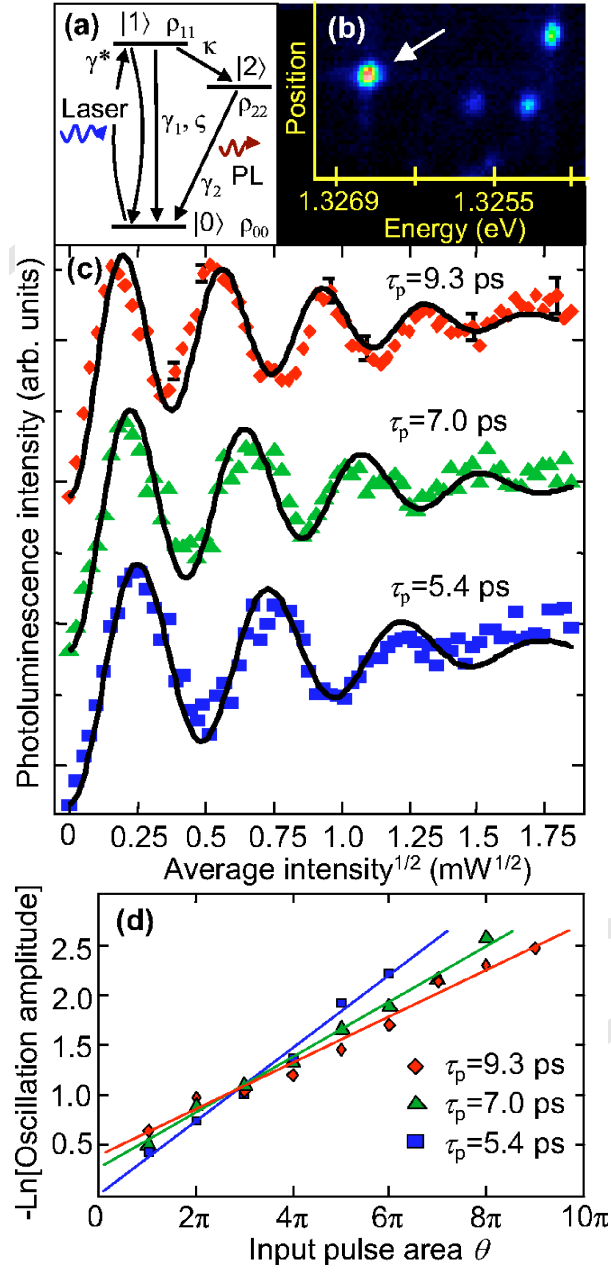 (a)
|1⟩ ρ11
κ
γ*
|2⟩
Laser
ρ22
γ1, ς
γ2
PL
|0⟩ ρ00
(b)
Position
1.3269
1.3255
Energy (eV)
(c)
Photoluminescence intensity (arb. units)
τp=9.3 ps
τp=7.0 ps
τp=5.4 ps
0 0.25 0.5 0.75 1.0 1.25 1.5 1.75
Average intensity^1/2 (mW^1/2)
(d)
-Ln[Oscillation amplitude]
2.5
2.0
1.5
1.0
0.5
τp=9.3 ps
τp=7.0 ps
τp=5.4 ps
0 2π 4π 6π 8π 10π
Input pulse area θ